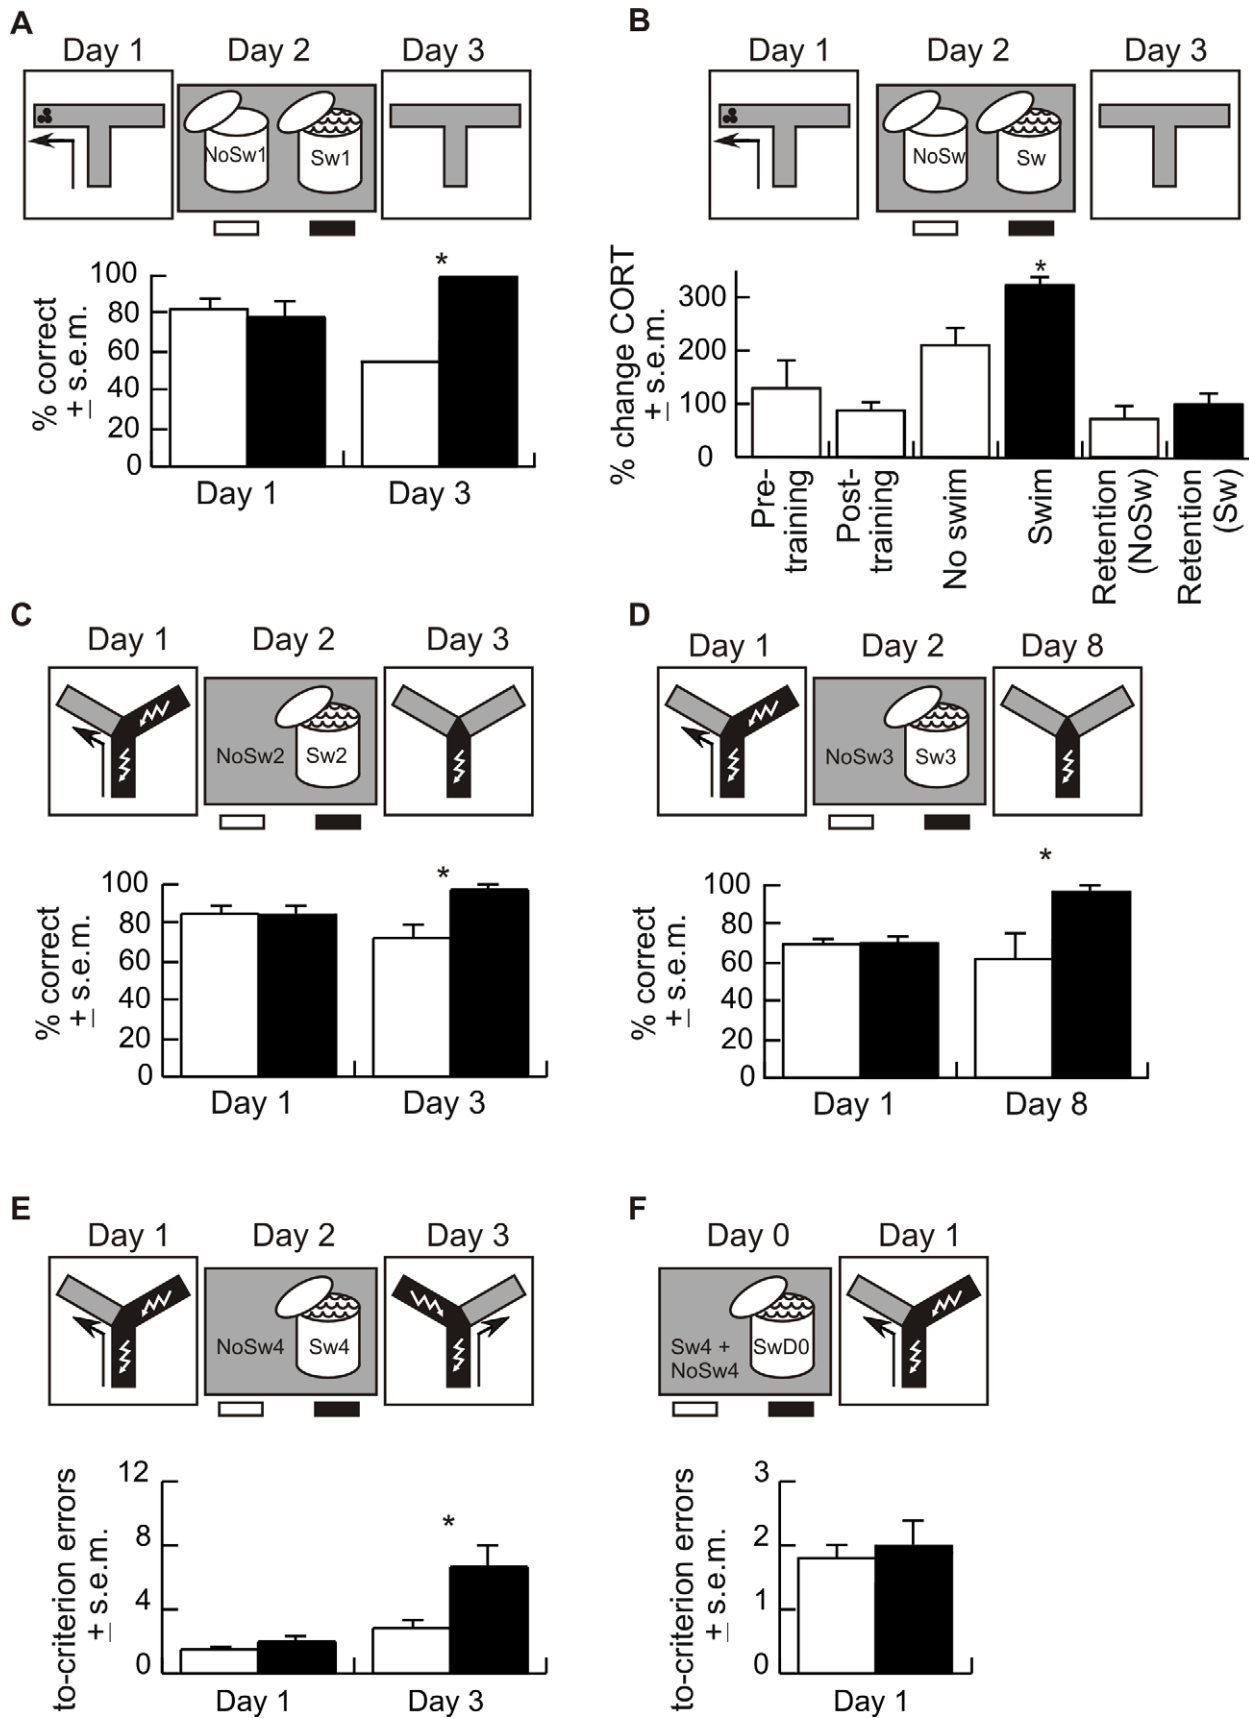 A
Day 1
Day 2
Day 3
NoSw1
Sw1
*
% correct
+ s.e.m.
100
80
60
40
20
0
Day 1
Day 3
B
Day 1
Day 2
Day 3
NoSw
Sw
*
% change CORT
+ s.e.m.
300
200
100
0
Pre-
training
Post-
training
No swim
Swim
Retention
(NoSw)
Retention
(Sw)
C
Day 1
Day 2
Day 3
NoSw2
Sw2
*
% correct
+ s.e.m.
100
80
60
40
20
0
Day 1
Day 3
D
Day 1
Day 2
Day 8
NoSw3
Sw3
*
% correct
+ s.e.m.
100
80
60
40
20
0
Day 1
Day 8
E
Day 1
Day 2
Day 3
NoSw4
Sw4
*
to-criterion errors
+ s.e.m.
12
8
4
0
Day 1
Day 3
F
Day 0
Day 1
Sw4 +
NoSw4
SwD0
to-criterion errors
+ s.e.m.
3
2
1
0
Day 1